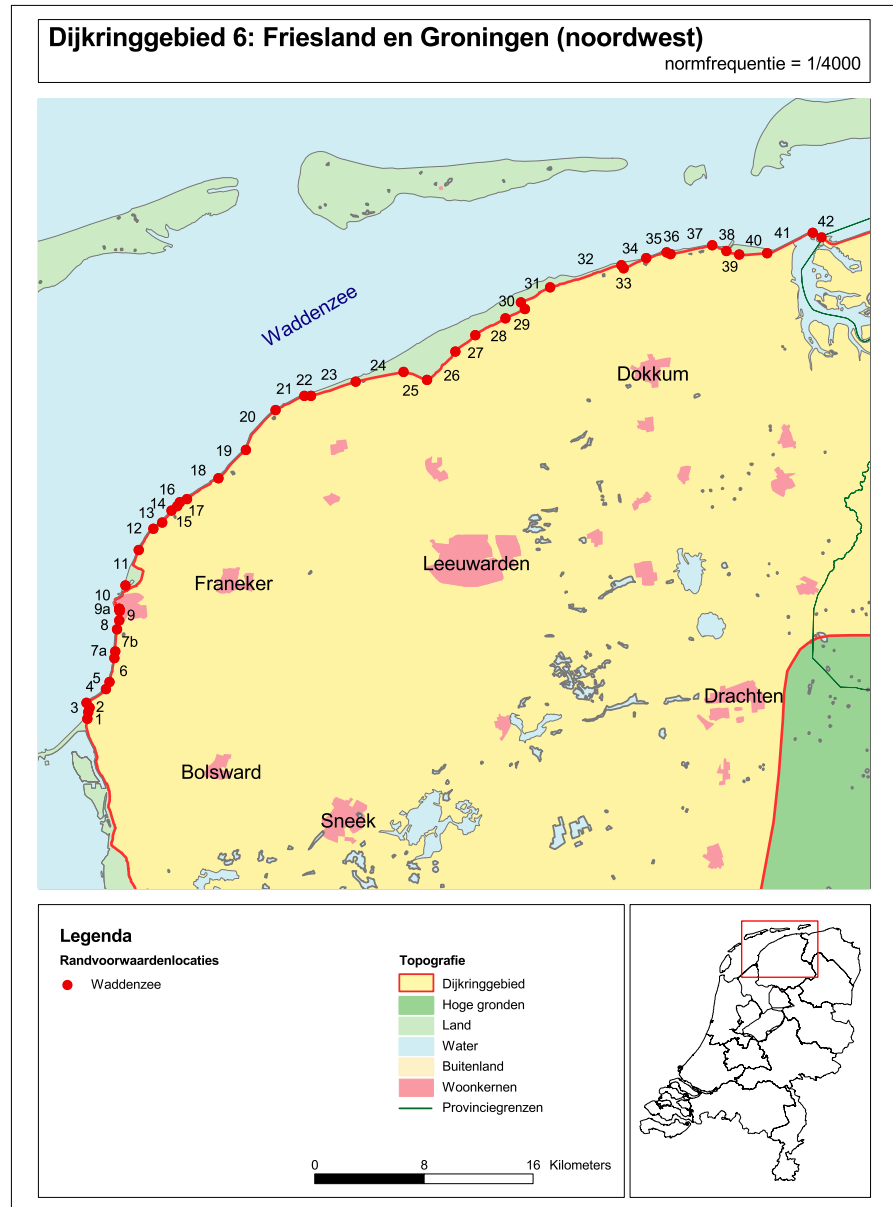 Dijkringgebied 6: Friesland en Groningen (noordwest)
normfrequentie = 1/4000
42
41
40
39
38
37
36
35
34
33
32
31
30
29
28
27
26
25
24
23
22
21
20
19
18
17
16
15
14
13
12
11
10
9a
9
8
7b
7a
6
5
4
3
2
1
Waddenzee
Dokkum
Leeuwarden
Franeker
Drachten
Bolsward
Sneek
Legenda
Randvoorwaardenlocaties
Waddenzee
Topografie
Dijkringgebied
Hoge gronden
Land
Water
Buitenland
Woonkernen
Provinciegrenzen
0 8 16 Kilometers